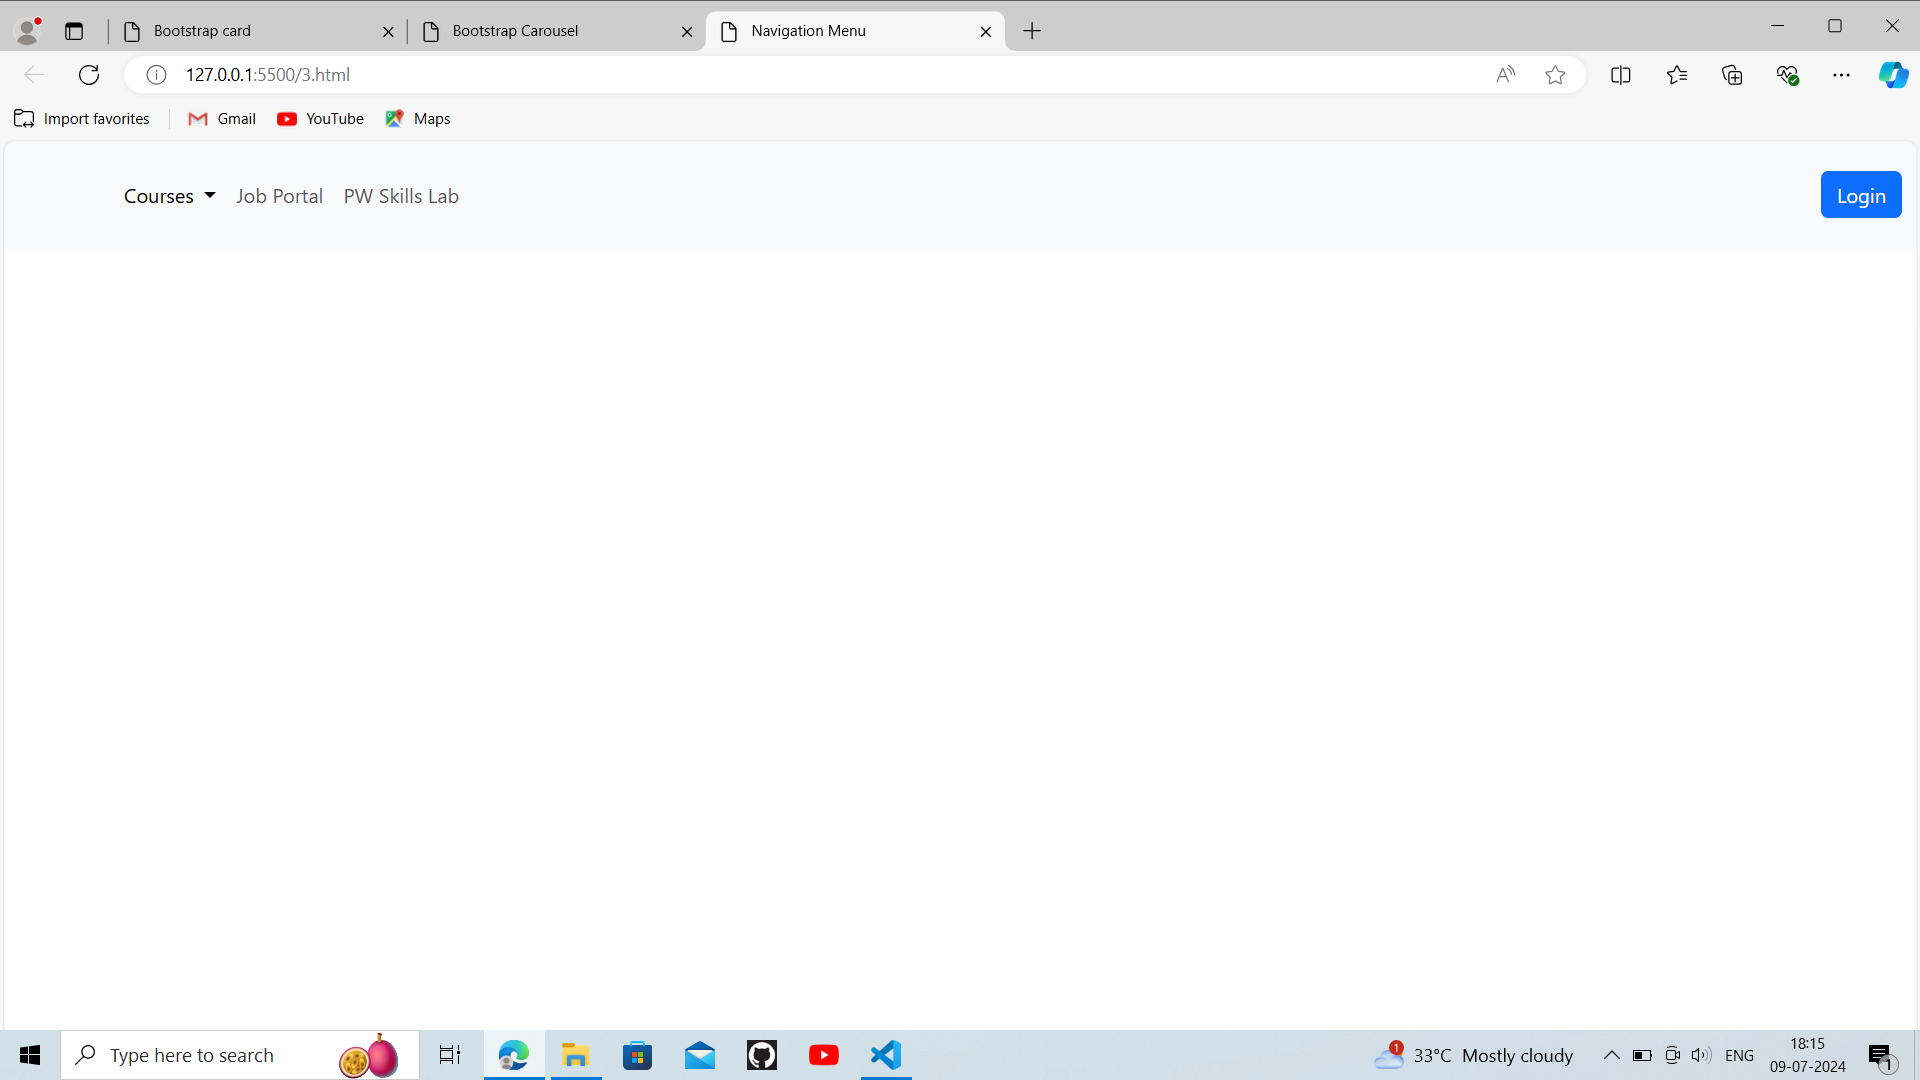 Bootstrap card
Bootstrap Carousel
Navigation Menu
127.0.0.1:5500/3.html
Import favorites
Gmail
YouTube
Maps
Courses
Job Portal
PW Skills Lab
Login
Type here to search
1
33°C Mostly cloudy
ENG
18:15
09-07-2024
1